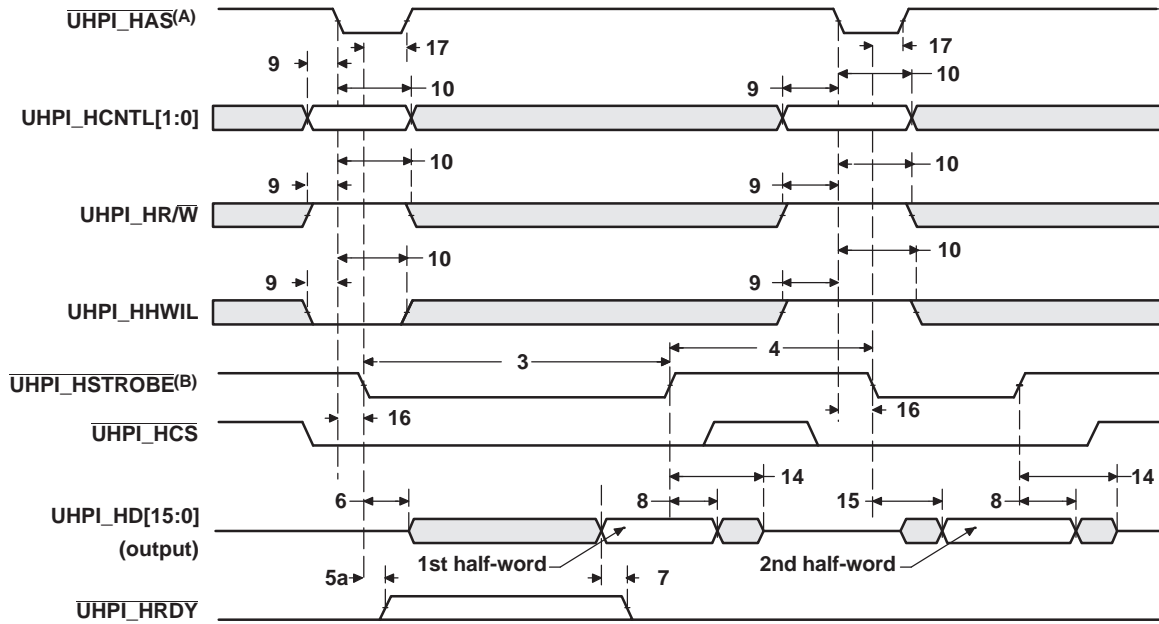 UHPI_HAS(A)
17
17
9
10
10
9
UHPI_HCNTL[1:0]
10
10
9
9
UHPI_HR/W
10
10
9
9
UHPI_HHWIL
3
4
UHPI_HSTROBE(B)
16
16
UHPI_HCS
6
8
14
15
8
14
UHPI_HD[15:0]
(output)
1st half-word
2nd half-word
5a
7
UHPI_HRDY